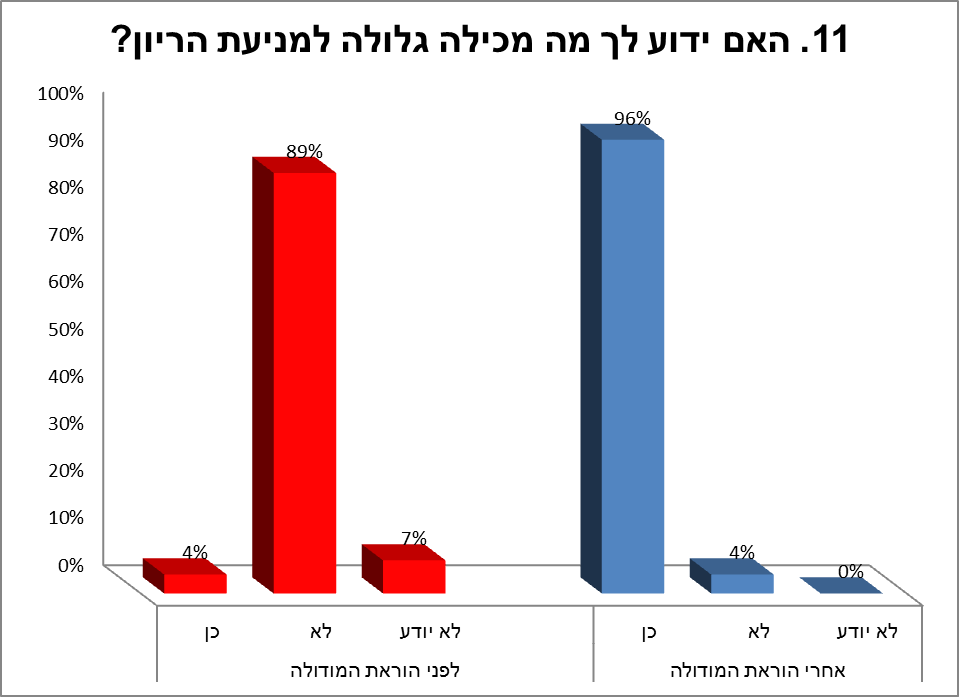 11. האם ידוע לך מה מכילה גלולה למניעת הריון?
100%
90%
80%
70%
60%
50%
40%
30%
20%
10%
0%
4%
89%
7%
96%
4%
0%
כן
לא
לא יודע
כן
לא
לא יודע
לפני הוראת המודולה
אחרי הוראת המודולה